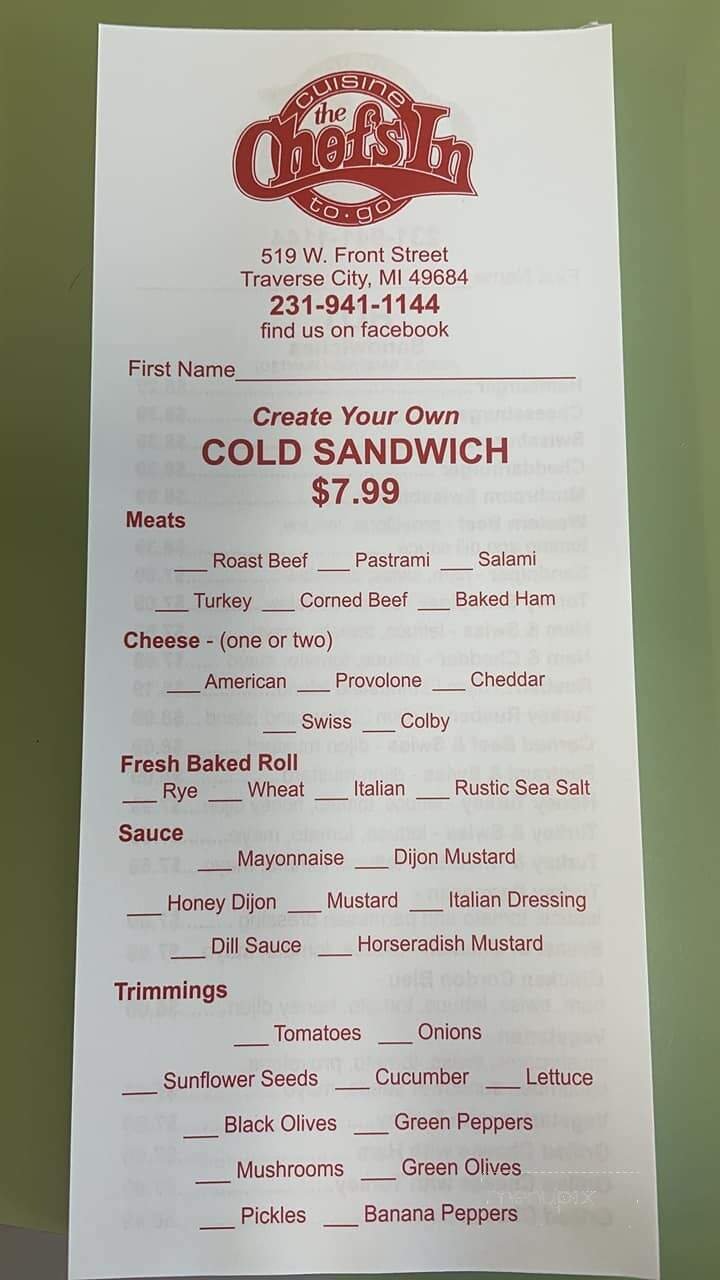 CUISINE
the
Chef's In
to · go
519 W. Front Street
Traverse City, MI 49684
231-941-1144
find us on facebook
First Name____
Create Your Own
COLD SANDWICH
$7.99
Meats
___ Roast Beef ___ Pastrami ___ Salami
___ Turkey ___ Corned Beef ___ Baked Ham
Cheese - (one or two)
___ American ___ Provolone ___ Cheddar
___ Swiss ___ Colby
Fresh Baked Roll
___ Rye ___ Wheat ___ Italian ___ Rustic Sea Salt
Sauce
___ Mayonnaise ___ Dijon Mustard
___ Honey Dijon ___ Mustard ___ Italian Dressing
___ Dill Sauce ___ Horseradish Mustard
Trimmings
___ Tomatoes ___ Onions
___ Sunflower Seeds ___ Cucumber ___ Lettuce
___ Black Olives ___ Green Peppers
___ Mushrooms ___ Green Olives
menupix
___ Pickles ___ Banana Peppers